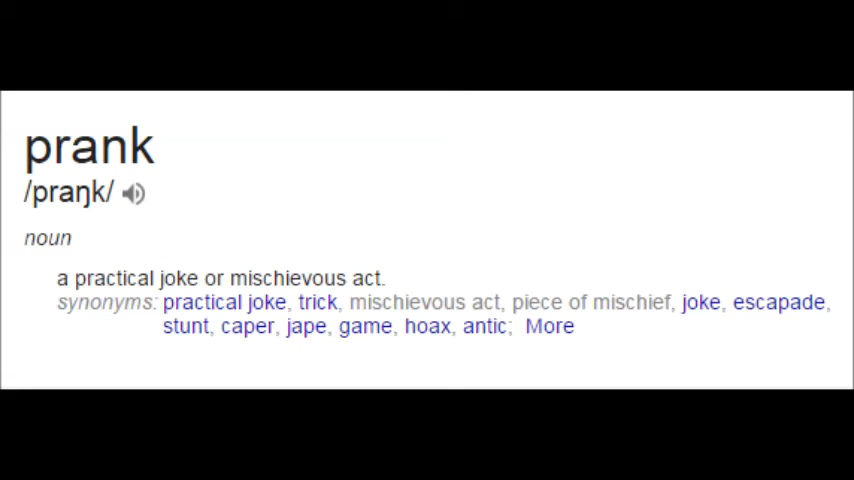 prank
/praŋk/
noun
a practical joke or mischievous act.
synonyms: practical joke, trick, mischievous act, piece of mischief, joke, escapade,
stunt, caper, jape, game, hoax, antic; More